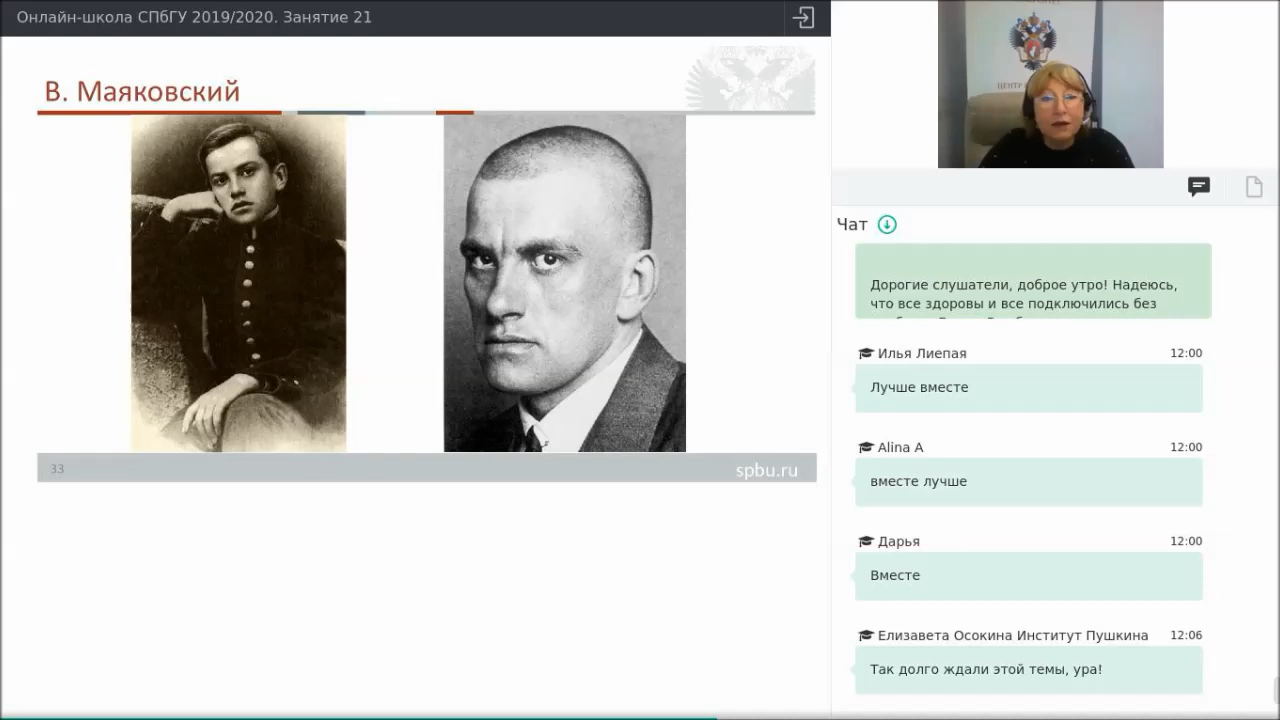 Онлайн-школа СПбГУ 2019/2020. Занятие 21
В. Маяковский
33
spbu.ru
Чат
Дорогие слушатели, доброе утро! Надеюсь,
что все здоровы и все подключились без
Илья Лиепая 12:00
Лучше вместе
Alina A 12:00
вместе лучше
Дарья 12:00
Вместе
Елизавета Осокина Институт Пушкина 12:06
Так долго ждали этой темы, ура!